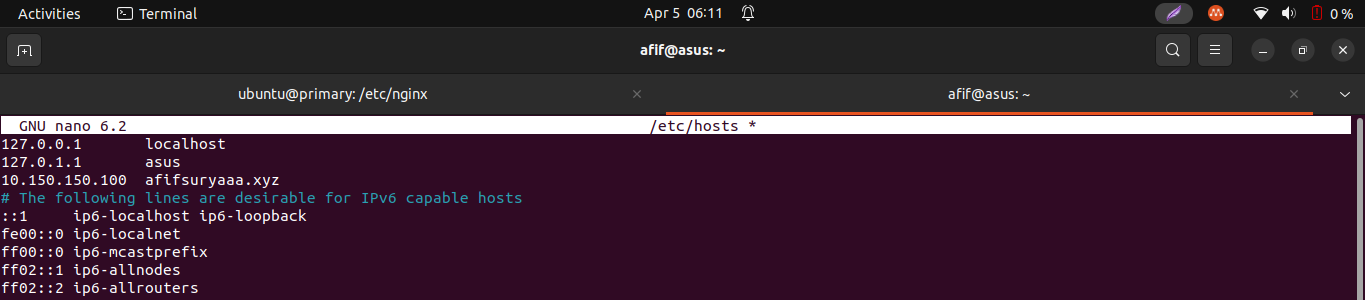 Activities Terminal Apr 5 06:11 0 %
afif@asus: ~
ubuntu@primary: /etc/nginx afif@asus: ~
GNU nano 6.2 /etc/hosts *
127.0.0.1 localhost
127.0.1.1 asus
10.150.150.100 afifsuryaaa.xyz
# The following lines are desirable for IPv6 capable hosts
::1 ip6-localhost ip6-loopback
fe00::0 ip6-localnet
ff00::0 ip6-mcastprefix
ff02::1 ip6-allnodes
ff02::2 ip6-allrouters